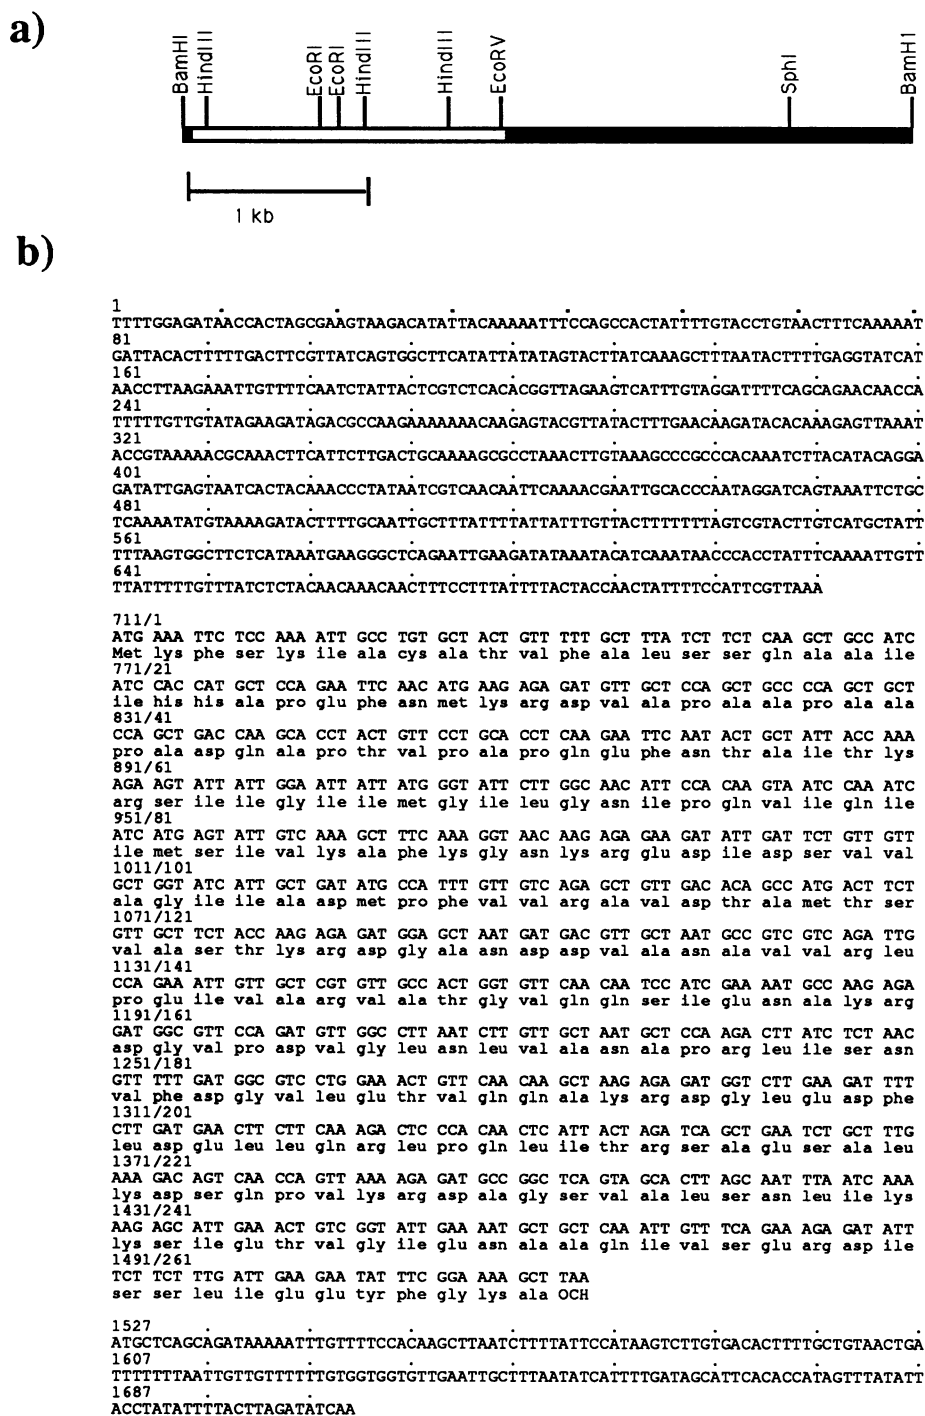 a)
BamHI
HindIII
EcoRI
EcoRI
HindIII
HindIII
EcoRV
SphI
BamH1
1 kb
b)
1
TTTTGGAGATAACCACTAGCGAAGTAAGACATATTACAAAAATTTCCAGCCACTATTTTGTACCTGTAACTTTCAAAAAT
81
GATTACACTTTTTGACTTCGTTATCAGTGGCTTCATATTATATAGTACTTATCAAAGCTTTAATACTTTTGAGGTATCAT
161
AACCTTAAGAAATTGTTTTCAATCTATTACTCGTCTCACACGGTTAGAAGTCATTTGTAGGATTTTCAGCAGAACAACCA
241
TTTTTGTTGTATAGAAGATAGACGCCAAGAAAAAAACAAGAGTACGTTATACTTTGAACAAGATACACAAAGAGTTAAAT
321
ACCGTAAAAACGCAAACTTCATTCTTGACTGCAAAAGCGCCTAAACTTGTAAAGCCCGCCCACAAATCTTACATACAGGA
401
GATATTGAGTAATCACTACAAACCCTATAATCGTCAACAATTCAAAACGAATTGCACCCAATAGGATCAGTAAATTCTGC
481
TCAAAATATGTAAAAGATACTTTTGCAATTGCTTTATTTTATTATTTGTTACTTTTTTTAGTCGTACTTGTCATGCTATT
561
TTTAAGTGGCTTCTCATAAATGAAGGGCTCAGAATTGAAGATATAAATACATCAAATAACCCACCTATTTCAAAATTGTT
641
TTATTTTTGTTTATCTCTACAACAAACAACTTTCCTTTATTTTACTACCAACTATTTTCCATTCGTTAAA
711/1
ATG AAA TTC TCC AAA ATT GCC TGT GCT ACT GTT TTT GCT TTA TCT TCT CAA GCT GCC ATC
Met lys phe ser lys ile ala cys ala thr val phe ala leu ser ser gln ala ala ile
771/21
ATC CAC CAT GCT CCA GAA TTC AAC ATG AAG AGA GAT GTT GCT CCA GCT GCC CCA GCT GCT
ile his his ala pro glu phe asn met lys arg asp val ala pro ala ala pro ala ala
831/41
CCA GCT GAC CAA GCA CCT ACT GTT CCT GCA CCT CAA GAA TTC AAT ACT GCT ATT ACC AAA
pro ala asp gln ala pro thr val pro ala pro gln glu phe asn thr ala ile thr lys
891/61
AGA AGT ATT ATT GGA ATT ATT ATG GGT ATT CTT GGC AAC ATT CCA CAA GTA ATC CAA ATC
arg ser ile ile gly ile ile met gly ile leu gly asn ile pro gln val ile gln ile
951/81
ATC ATG AGT ATT GTC AAA GCT TTC AAA GGT AAC AAG AGA GAA GAT ATT GAT TCT GTT GTT
ile met ser ile val lys ala phe lys gly asn lys arg glu asp ile asp ser val val
1011/101
GCT GGT ATC ATT GCT GAT ATG CCA TTT GTT GTC AGA GCT GTT GAC ACA GCC ATG ACT TCT
ala gly ile ile ala asp met pro phe val val arg ala val asp thr ala met thr ser
1071/121
GTT GCT TCT ACC AAG AGA GAT GGA GCT AAT GAT GAC GTT GCT AAT GCC GTC GTC AGA TTG
val ala ser thr lys arg asp gly ala asn asp asp val ala asn ala val val arg leu
1131/141
CCA GAA ATT GTT GCT CGT GTT GCC ACT GGT GTT CAA CAA TCC ATC GAA AAT GCC AAG AGA
pro glu ile val ala arg val ala thr gly val gln gln ser ile glu asn ala lys arg
1191/161
GAT GGC GTT CCA GAT GTT GGC CTT AAT CTT GTT GCT AAT GCT CCA AGA CTT ATC TCT AAC
asp gly val pro asp val gly leu asn leu val ala asn ala pro arg leu ile ser asn
1251/181
GTT TTT GAT GGC GTC CTG GAA ACT GTT CAA CAA GCT AAG AGA GAT GGT CTT GAA GAT TTT
val phe asp gly val leu glu thr val gln gln ala lys arg asp gly leu glu asp phe
1311/201
CTT GAT GAA CTT CTT CAA AGA CTC CCA CAA CTC ATT ACT AGA TCA GCT GAA TCT GCT TTG
leu asp glu leu leu gln arg leu pro gln leu ile thr arg ser ala glu ser ala leu
1371/221
AAA GAC AGT CAA CCA GTT AAA AGA GAT GCC GGC TCA GTA GCA CTT AGC AAT TTA ATC AAA
lys asp ser gln pro val lys arg asp ala gly ser val ala leu ser asn leu ile lys
1431/241
AAG AGC ATT GAA ACT GTC GGT ATT GAA AAT GCT GCT CAA ATT GTT TCA GAA AGA GAT ATT
lys ser ile glu thr val gly ile glu asn ala ala gln ile val ser glu arg asp ile
1491/261
TCT TCT TTG ATT GAA GAA TAT TTC GGA AAA GCT TAA
ser ser leu ile glu glu tyr phe gly lys ala OCH
1527
ATGCTCAGCAGATAAAAATTTGTTTTCCACAAGCTTAATCTTTTATTCCATAAGTCTTGTGACACTTTTGCTGTAACTGA
1607
TTTTTTTAATTGTTGTTTTTTGTGGTGGTGTTGAATTGCTTTAATATCATTTTGATAGCATTCACACCATAGTTTATATT
1687
ACCTATATTTTACTTAGATATCAA